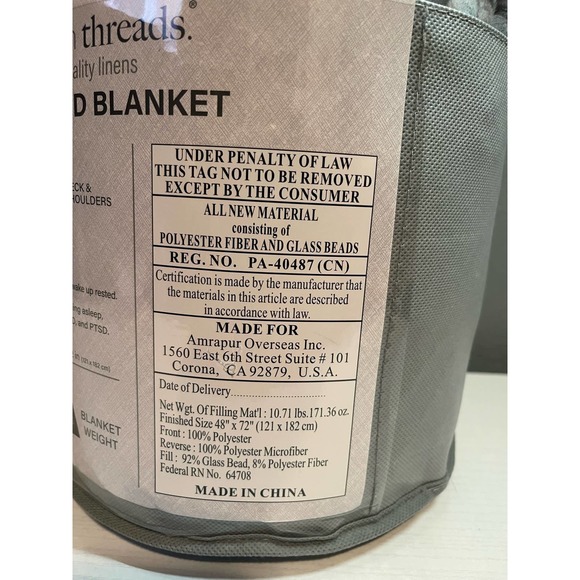 threads.®
ality linens
D BLANKET
ECK &
HOULDERS
ake up rested.
ng asleep,
D, and PTSD.
in (121 x 182 cm)
BLANKET
WEIGHT
UNDER PENALTY OF LAW
THIS TAG NOT TO BE REMOVED
EXCEPT BY THE CONSUMER
ALL NEW MATERIAL
consisting of
POLYESTER FIBER AND GLASS BEADS
REG. NO. PA-40487 (CN)
Certification is made by the manufacturer that
the materials in this article are described
in accordance with law.
MADE FOR
Amrapur Overseas Inc.
1560 East 6th Street Suite # 101
Corona, CA 92879, U.S.A.
Date of Delivery..................
Net Wgt. Of Filling Mat'l : 10.71 lbs.171.36 oz.
Finished Size 48" x 72" (121 x 182 cm)
Front : 100% Polyester
Reverse : 100% Polyester Microfiber
Fill : 92% Glass Bead, 8% Polyester Fiber
Federal RN No. 64708
MADE IN CHINA